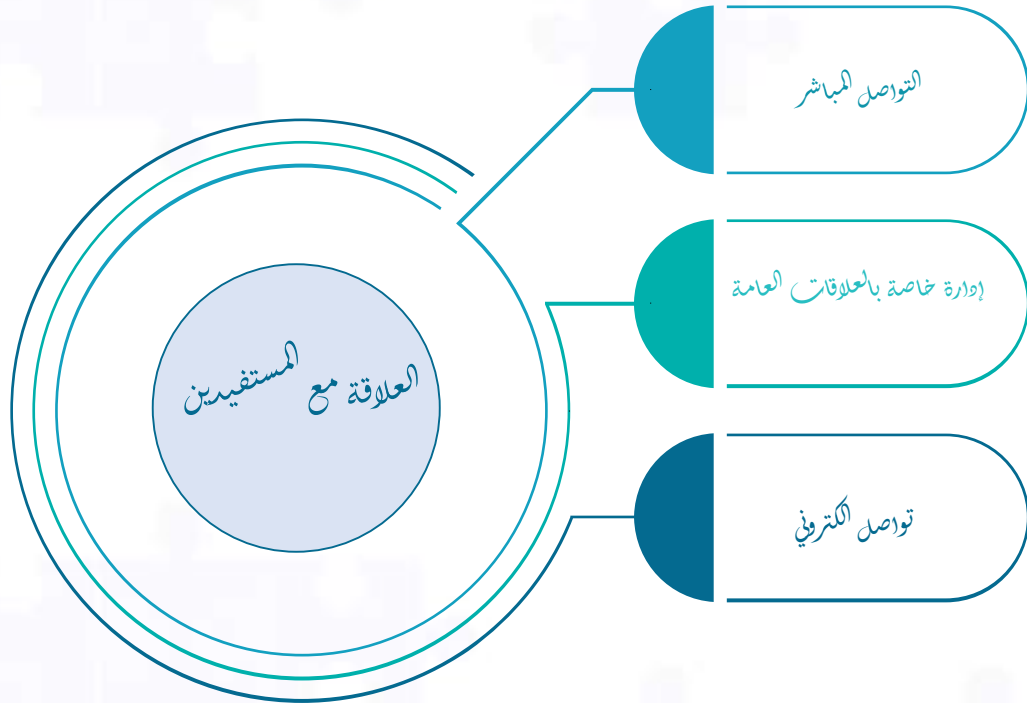 العلاقة مع المستفيدين
التواصل المباشر
إدارة خاصة بالعلاقات العامة
تواصل الكتروني